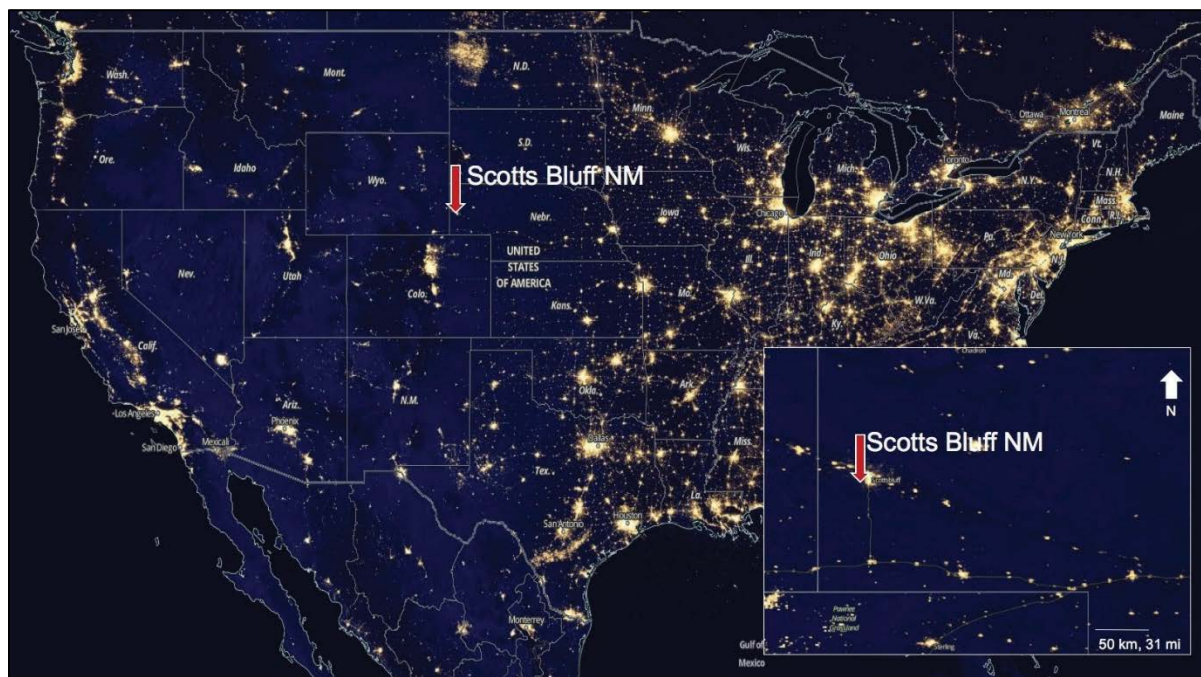 Wash.
Mont.
N.D.
Minn.
Ottawa
Montreal
Maine
Ore.
Idaho
Wyo.
S.D.
Wis.
Mich.
Toronto
N.Y.
Vt.
N.H.
Mass.
Conn.
R.I.
Scotts Bluff NM
Nebr.
Iowa
Chicago
New York
Pa.
N.J.
Nev.
Utah
Colo.
UNITED
STATES
OF AMERICA
Kans.
Mo.
Ill.
Ind.
Ohio
Md.
Del.
W.Va.
Va.
Ky.
San Jose
Calif.
Los Angeles
San Diego
Mexicali
Ariz.
Phoenix
N.M.
Okla.
Ark.
Dallas
Tex.
Miss.
La.
San Antonio
Houston
Monterrey
Gulf of
Mexico
Chadron
N
Scotts Bluff NM
Scottsbluff
Pawnee
National
Grassland
Sterling
50 km, 31 mi